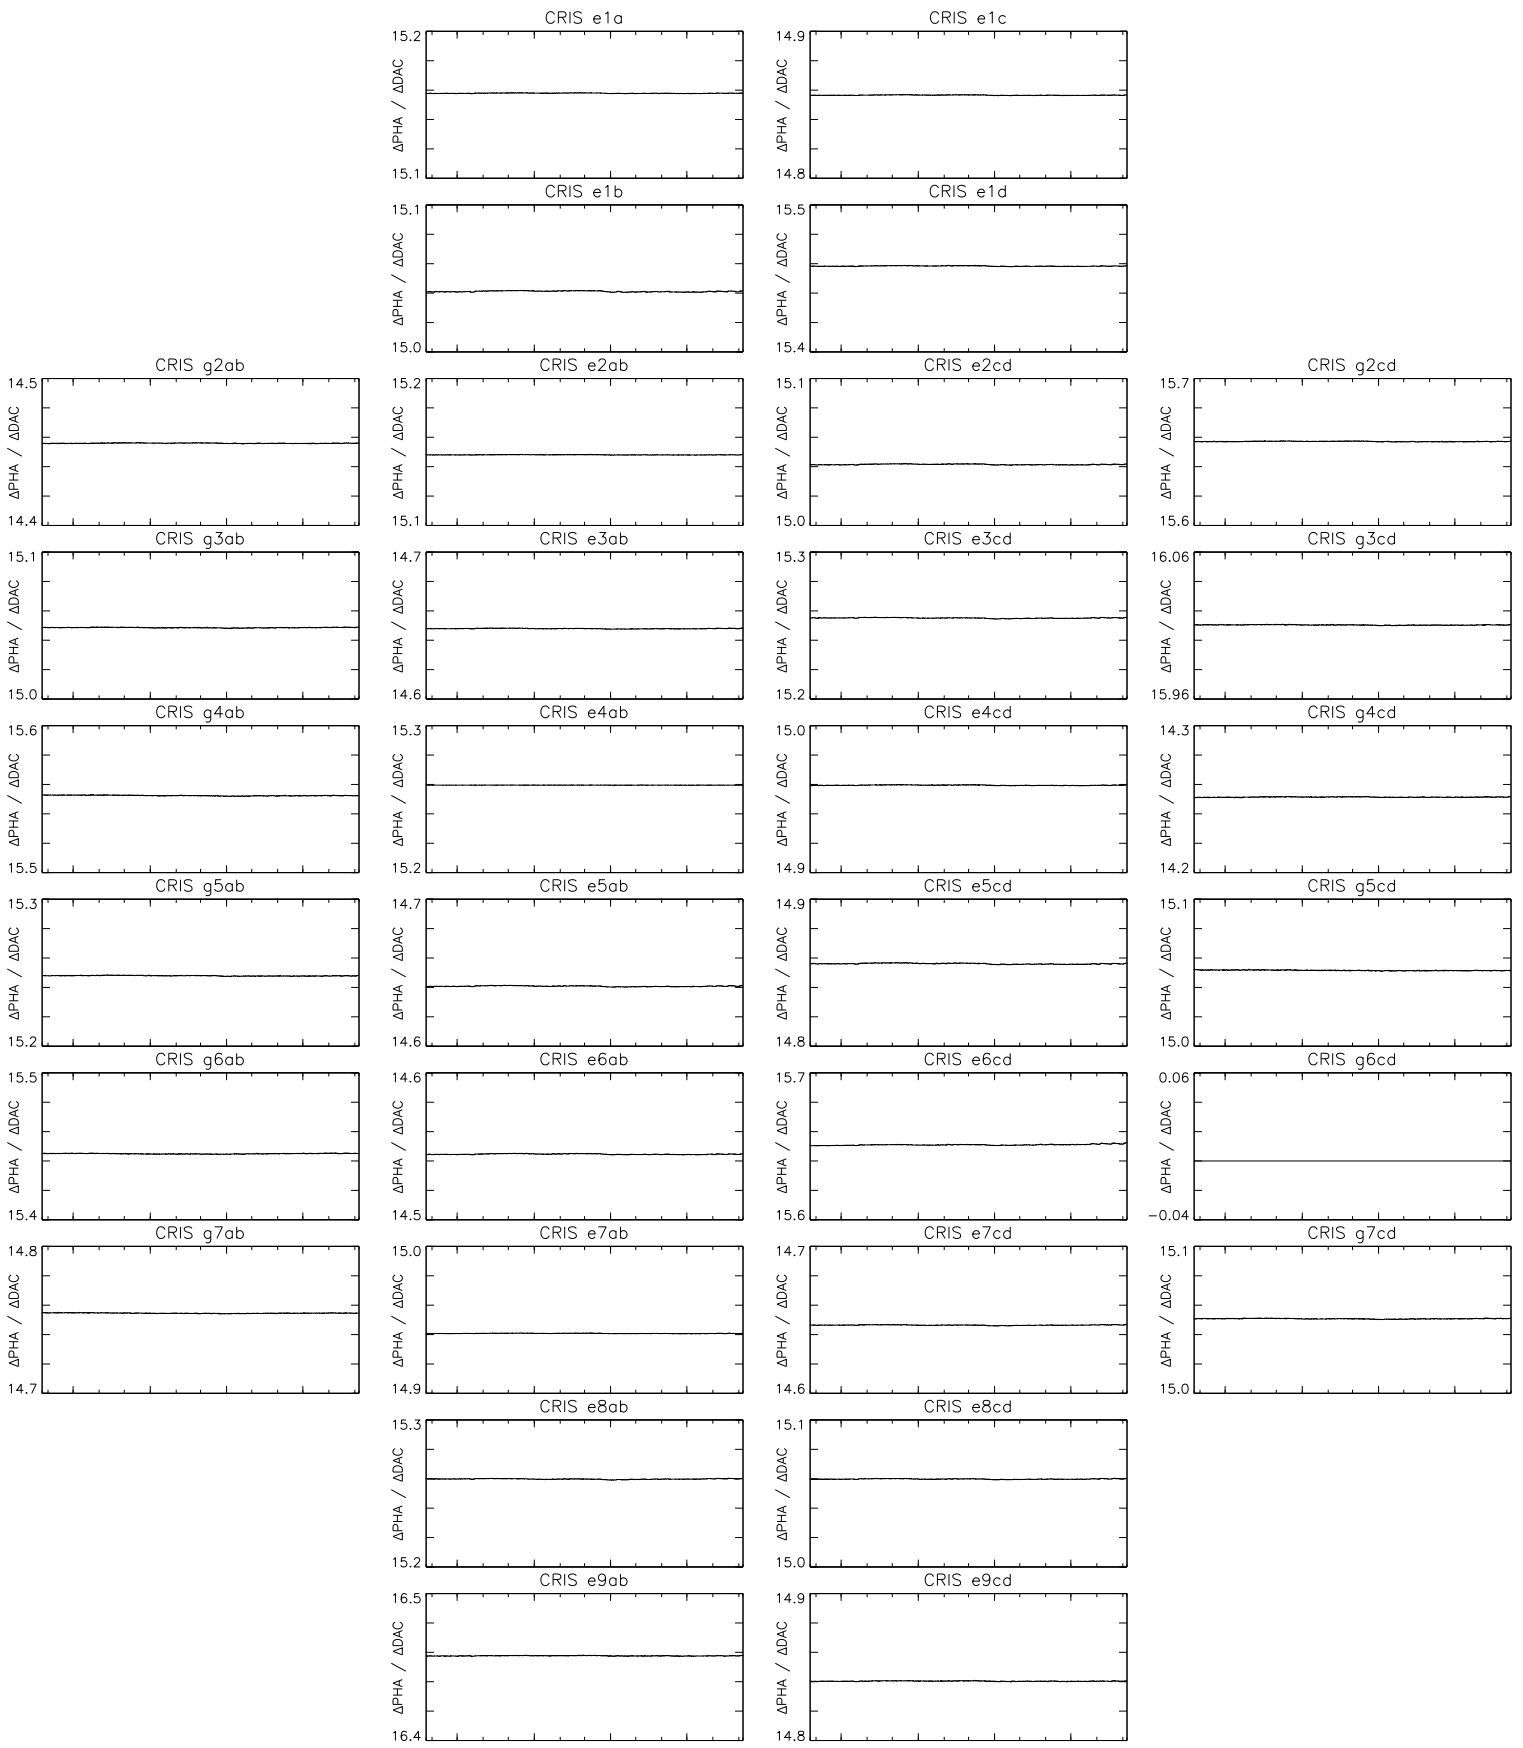 CRIS e1a CRIS e1c
15.2 14.9
ΔPHA / ΔDAC ΔPHA / ΔDAC
15.1 14.8
CRIS e1b CRIS e1d
15.1 15.5
ΔPHA / ΔDAC ΔPHA / ΔDAC
15.0 15.4
CRIS g2ab CRIS e2ab CRIS e2cd CRIS g2cd
14.5 15.2 15.1 15.7
ΔPHA / ΔDAC ΔPHA / ΔDAC ΔPHA / ΔDAC ΔPHA / ΔDAC
14.4 15.1 15.0 15.6
CRIS g3ab CRIS e3ab CRIS e3cd CRIS g3cd
15.1 14.7 15.3 16.06
ΔPHA / ΔDAC ΔPHA / ΔDAC ΔPHA / ΔDAC ΔPHA / ΔDAC
15.0 14.6 15.2 15.96
CRIS g4ab CRIS e4ab CRIS e4cd CRIS g4cd
15.6 15.3 15.0 14.3
ΔPHA / ΔDAC ΔPHA / ΔDAC ΔPHA / ΔDAC ΔPHA / ΔDAC
15.5 15.2 14.9 14.2
CRIS g5ab CRIS e5ab CRIS e5cd CRIS g5cd
15.3 14.7 14.9 15.1
ΔPHA / ΔDAC ΔPHA / ΔDAC ΔPHA / ΔDAC ΔPHA / ΔDAC
15.2 14.6 14.8 15.0
CRIS g6ab CRIS e6ab CRIS e6cd CRIS g6cd
15.5 14.6 15.7 0.06
ΔPHA / ΔDAC ΔPHA / ΔDAC ΔPHA / ΔDAC ΔPHA / ΔDAC
15.4 14.5 15.6 −0.04
CRIS g7ab CRIS e7ab CRIS e7cd CRIS g7cd
14.8 15.0 14.7 15.1
ΔPHA / ΔDAC ΔPHA / ΔDAC ΔPHA / ΔDAC ΔPHA / ΔDAC
14.7 14.9 14.6 15.0
CRIS e8ab CRIS e8cd
15.3 15.1
ΔPHA / ΔDAC ΔPHA / ΔDAC
15.2 15.0
CRIS e9ab CRIS e9cd
16.5 14.9
ΔPHA / ΔDAC ΔPHA / ΔDAC
16.4 14.8